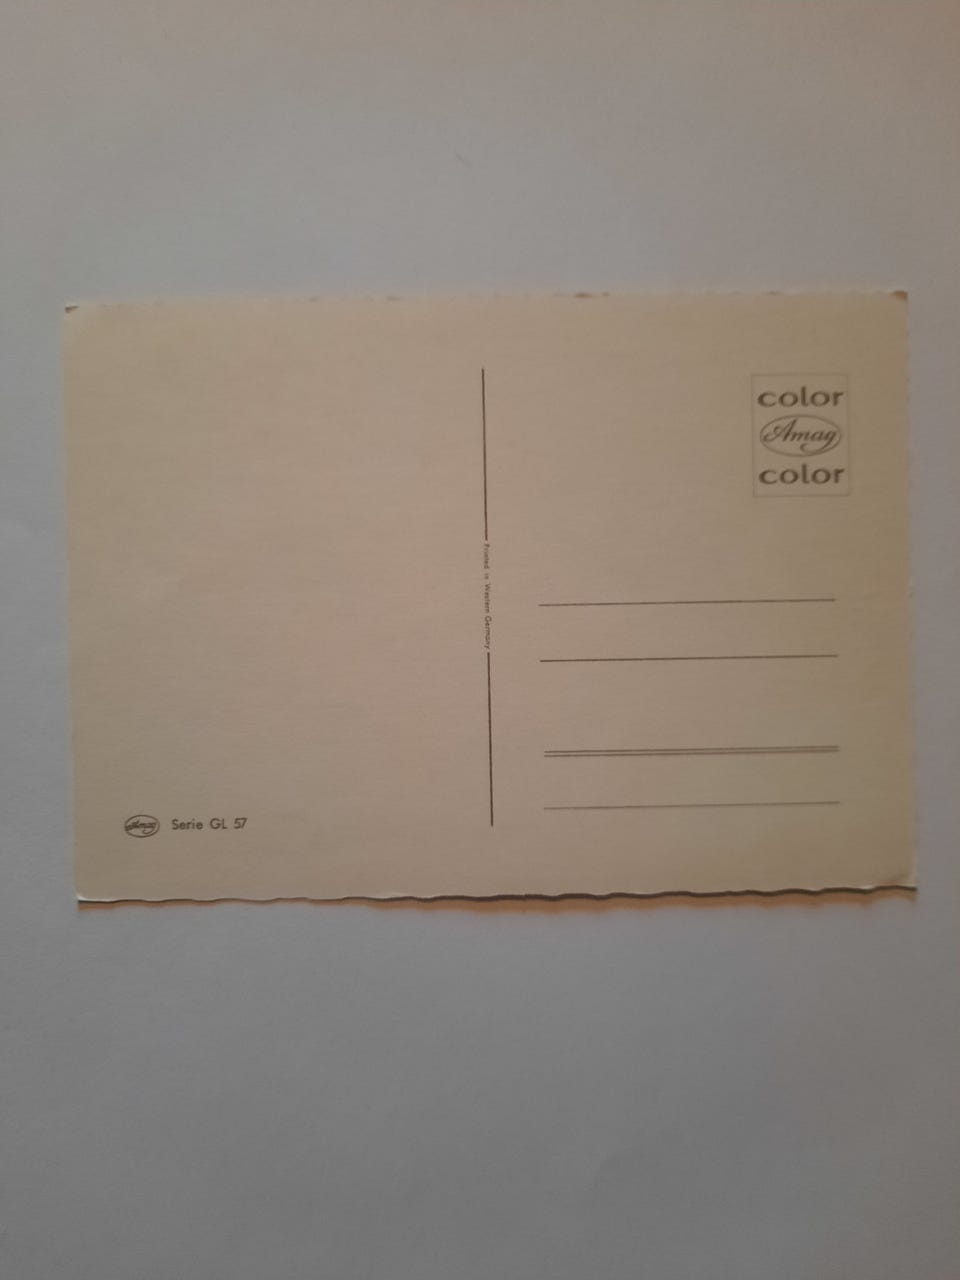 color
Amag
color
Printed in Western Germany
Amag Serie GL 57